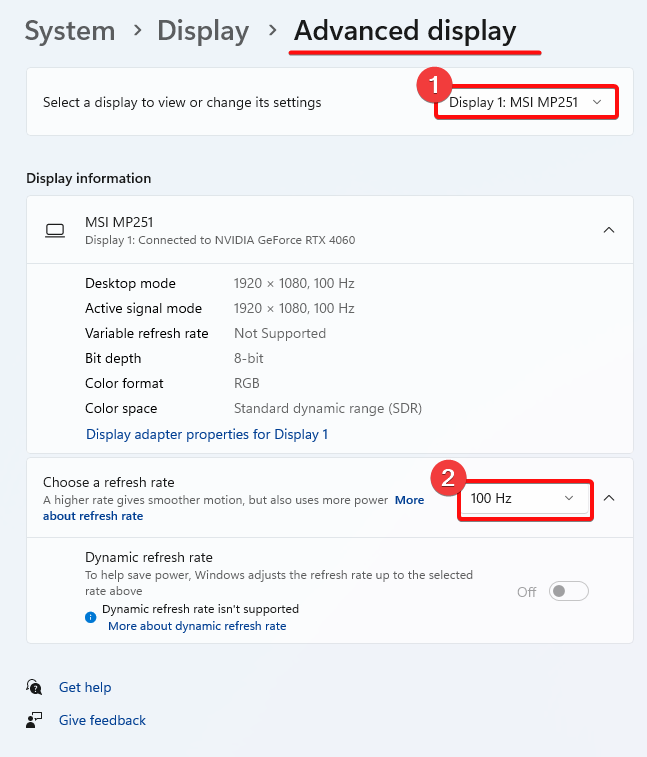 System > Display > Advanced display
1
Select a display to view or change its settings
Display 1: MSI MP251
Display information
MSI MP251
Display 1: Connected to NVIDIA GeForce RTX 4060
Desktop mode 1920 × 1080, 100 Hz
Active signal mode 1920 × 1080, 100 Hz
Variable refresh rate Not Supported
Bit depth 8-bit
Color format RGB
Color space Standard dynamic range (SDR)
Display adapter properties for Display 1
Choose a refresh rate
A higher rate gives smoother motion, but also uses more power More
about refresh rate
2
100 Hz
Dynamic refresh rate
To help save power, Windows adjusts the refresh rate up to the selected
rate above
Off
Dynamic refresh rate isn't supported
More about dynamic refresh rate
Get help
Give feedback